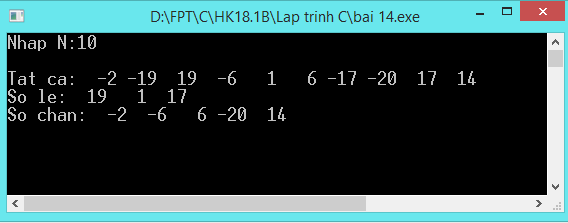 D:\FPT\C\HK18.1B\Lap trinh C\bai 14.exe
Nhap N:10
Tat ca:  -2 -19  19  -6   1   6 -17 -20  17  14
So le:  19   1  17
So chan:  -2  -6   6 -20  14